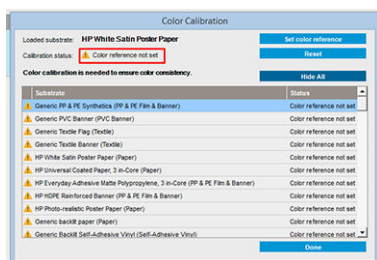 Color Calibration
Loaded substrate: HP White Satin Poster Paper
Set color reference
Calibration status: Color reference not set
Reset
Color calibration is needed to ensure color consistency.
Hide All
Substrate Status
Generic PP & PE Synthetics (PP & PE Film & Banner) Color reference not set
Generic PVC Banner (PVC Banner) Color reference not set
Generic Textile Flag (Textile) Color reference not set
Generic Textile Banner (Textile) Color reference not set
HP White Satin Poster Paper (Paper) Color reference not set
HP Universal Coated Paper, 3 in-Core (Paper) Color reference not set
HP Everyday Adhesive Matte Polypropylene, 3 in-Core (PP & PE Film & Banner) Color reference not set
HP HDPE Reinforced Banner (PP & PE Film & Banner) Color reference not set
HP Photo-realistic Poster Paper (Paper) Color reference not set
Generic backlit paper (Paper) Color reference not set
Generic Backlit Self-Adhesive Vinyl (Self-Adhesive Vinyl) Color reference not set
Done